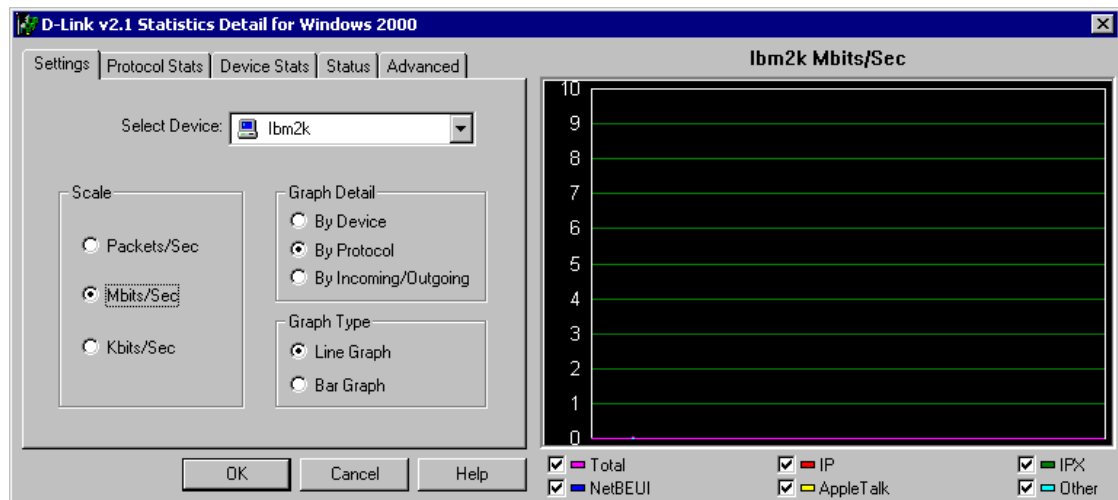 D-Link v2.1 Statistics Detail for Windows 2000
Settings Protocol Stats Device Stats Status Advanced
Select Device: Ibm2k
Scale
Packets/Sec
Mbits/Sec
Kbits/Sec
Graph Detail
By Device
By Protocol
By Incoming/Outgoing
Graph Type
Line Graph
Bar Graph
OK Cancel Help
Ibm2k Mbits/Sec
10
9
8
7
6
5
4
3
2
1
0
Total IP IPX
NetBEUI AppleTalk Other